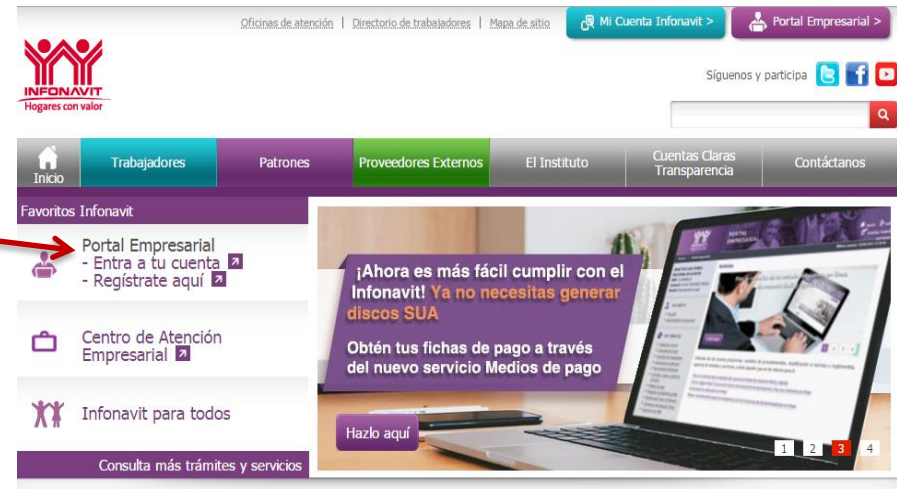 Oficinas de atención | Directorio de trabajadores | Mapa de sitio
Mi Cuenta Infonavit >
Portal Empresarial >
INFONAVIT
Hogares con valor
Síguenos y participa
Inicio
Trabajadores
Patrones
Proveedores Externos
El Instituto
Cuentas Claras
Transparencia
Contáctanos
Favoritos Infonavit
Portal Empresarial
- Entra a tu cuenta
- Regístrate aquí
Centro de Atención
Empresarial
Infonavit para todos
Consulta más trámites y servicios
¡Ahora es más fácil cumplir con el
Infonavit! Ya no necesitas generar
discos SUA
Obtén tus fichas de pago a través
del nuevo servicio Medios de pago
Hazlo aquí
PORTAL
EMPRESARIAL
1 2 3 4